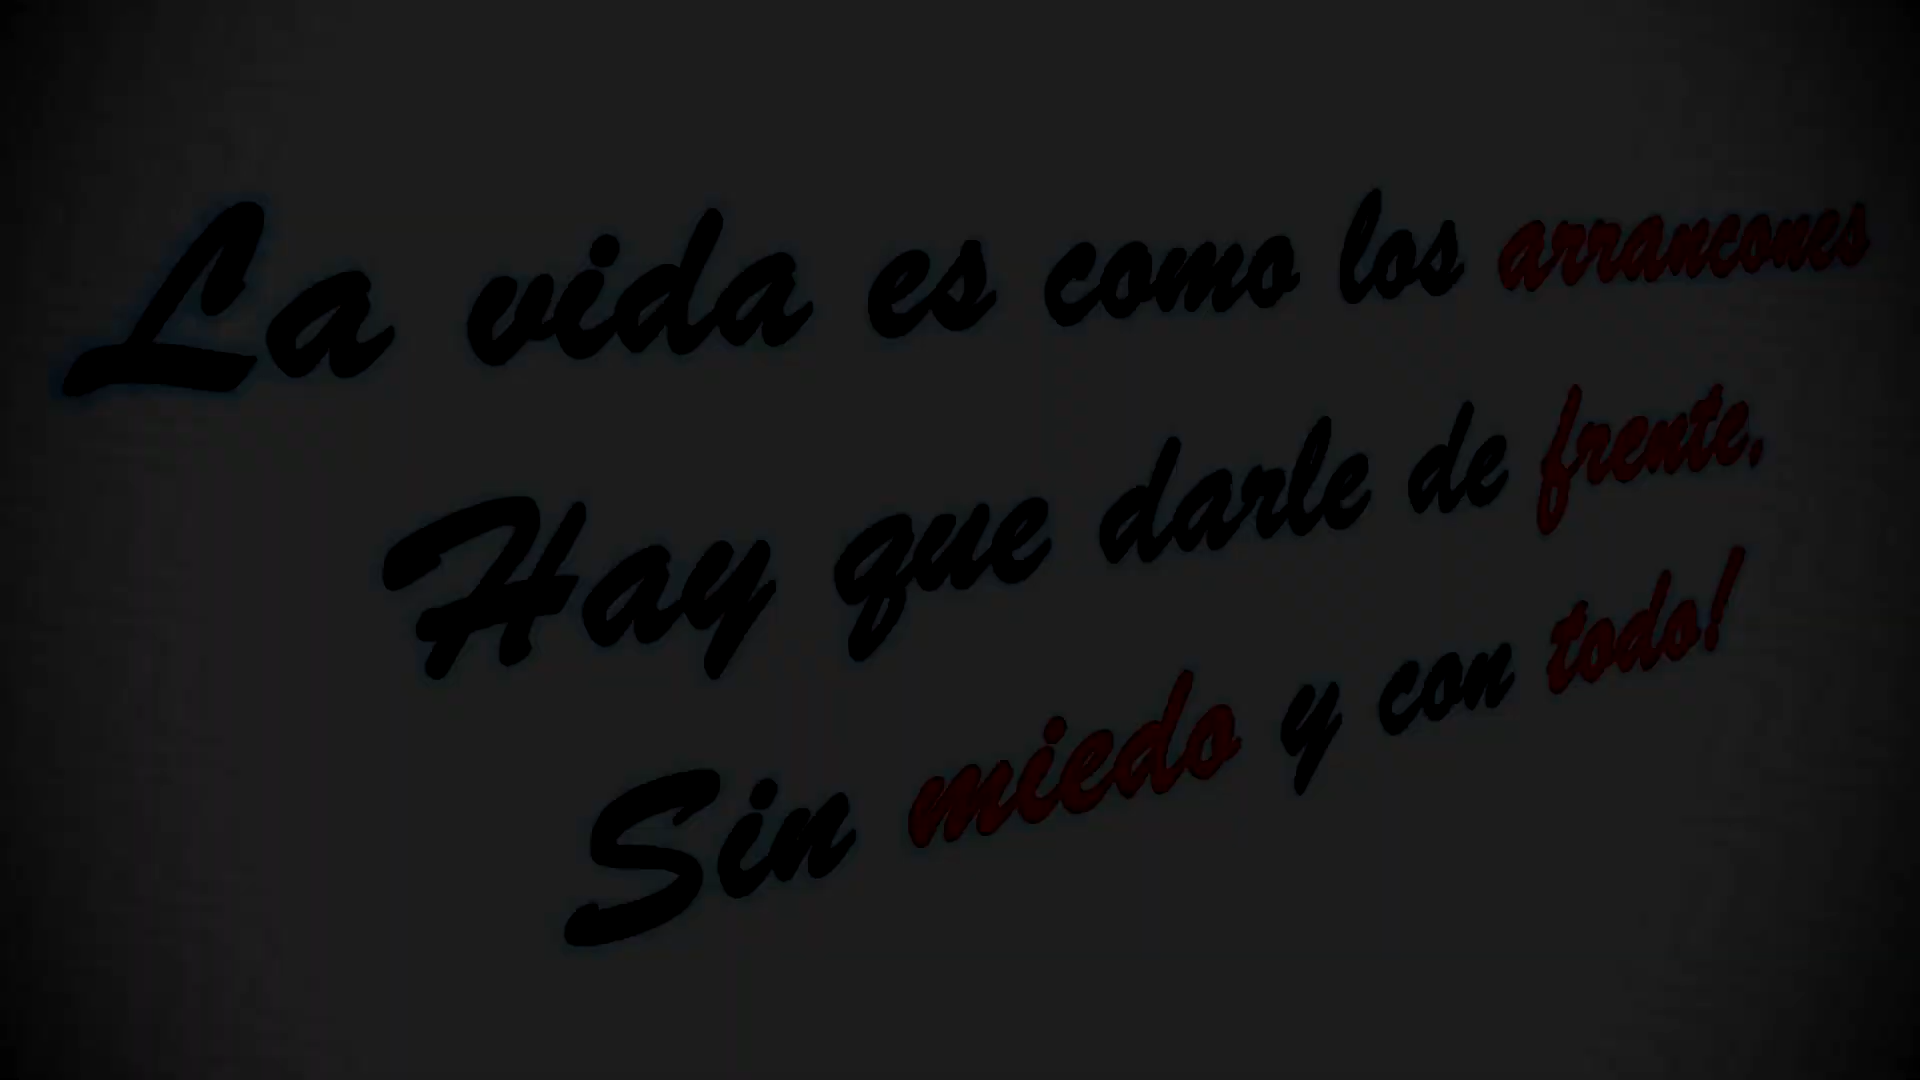 La vida es como los arrancones
Hay que darle de frente,
Sin miedo y con todo!